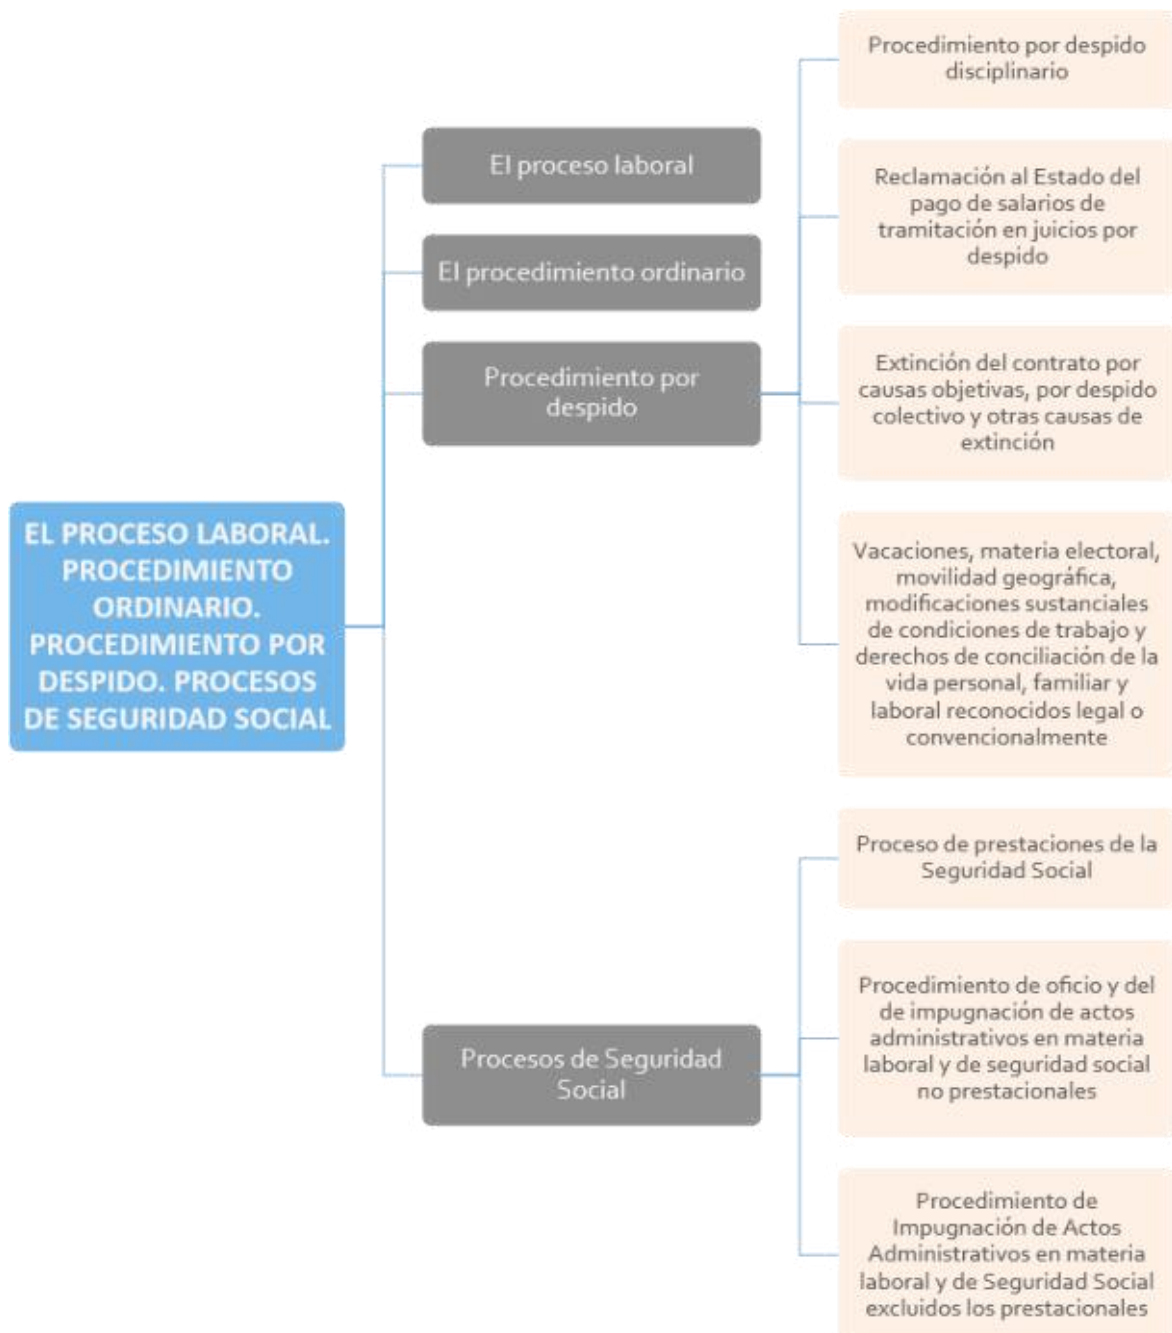 EL PROCESO LABORAL.
PROCEDIMIENTO
ORDINARIO.
PROCEDIMIENTO POR
DESPIDO. PROCESOS
DE SEGURIDAD SOCIAL
El proceso laboral
El procedimiento ordinario
Procedimiento por
despido
Procedimiento por despido
disciplinario
Reclamación al Estado del
pago de salarios de
tramitación en juicios por
despido
Extinción del contrato por
causas objetivas, por despido
colectivo y otras causas de
extinción
Vacaciones, materia electoral,
movilidad geográfica,
modificaciones sustanciales
de condiciones de trabajo y
derechos de conciliación de la
vida personal, familiar y
laboral reconocidos legal o
convencionalmente
Procesos de Seguridad
Social
Proceso de prestaciones de la
Seguridad Social
Procedimiento de oficio y del
de impugnación de actos
administrativos en materia
laboral y de seguridad social
no prestacionales
Procedimiento de
Impugnación de Actos
Administrativos en materia
laboral y de Seguridad Social
excluidos los prestacionales